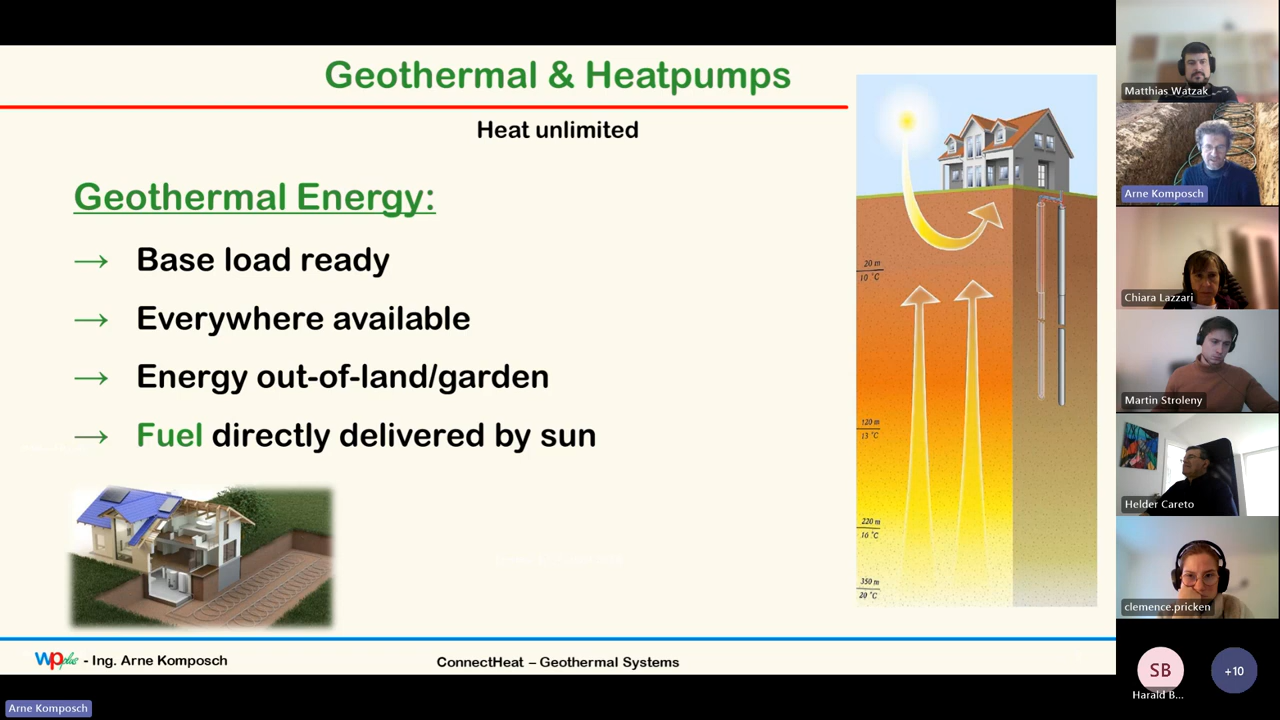 Geothermal & Heatpumps
Heat unlimited
Geothermal Energy:
→ Base load ready
→ Everywhere available
→ Energy out-of-land/garden
→ Fuel directly delivered by sun
20 m
10 °C
120 m
13 °C
220 m
16 °C
350 m
20 °C
wp plus - Ing. Arne Komposch
ConnectHeat – Geothermal Systems
Arne Komposch
Matthias Watzak
Arne Komposch
Chiara Lazzari
Martin Stroleny
Helder Careto
clemence.pricken
SB
+10
Harald B...